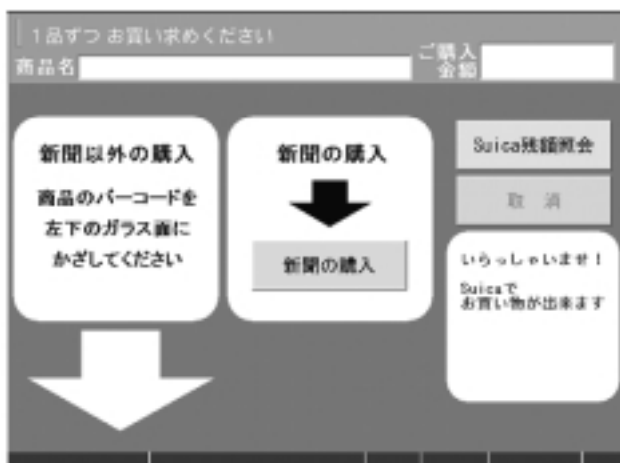 1品ずつ お買い求めください
商品名
ご購入
金額
新聞以外の購入
商品のバーコードを
左下のガラス面に
かざしてください
新聞の購入
新聞の購入
Suica残額照会
取 消
いらっしゃいませ！
Suicaで
お買い物が出来ます